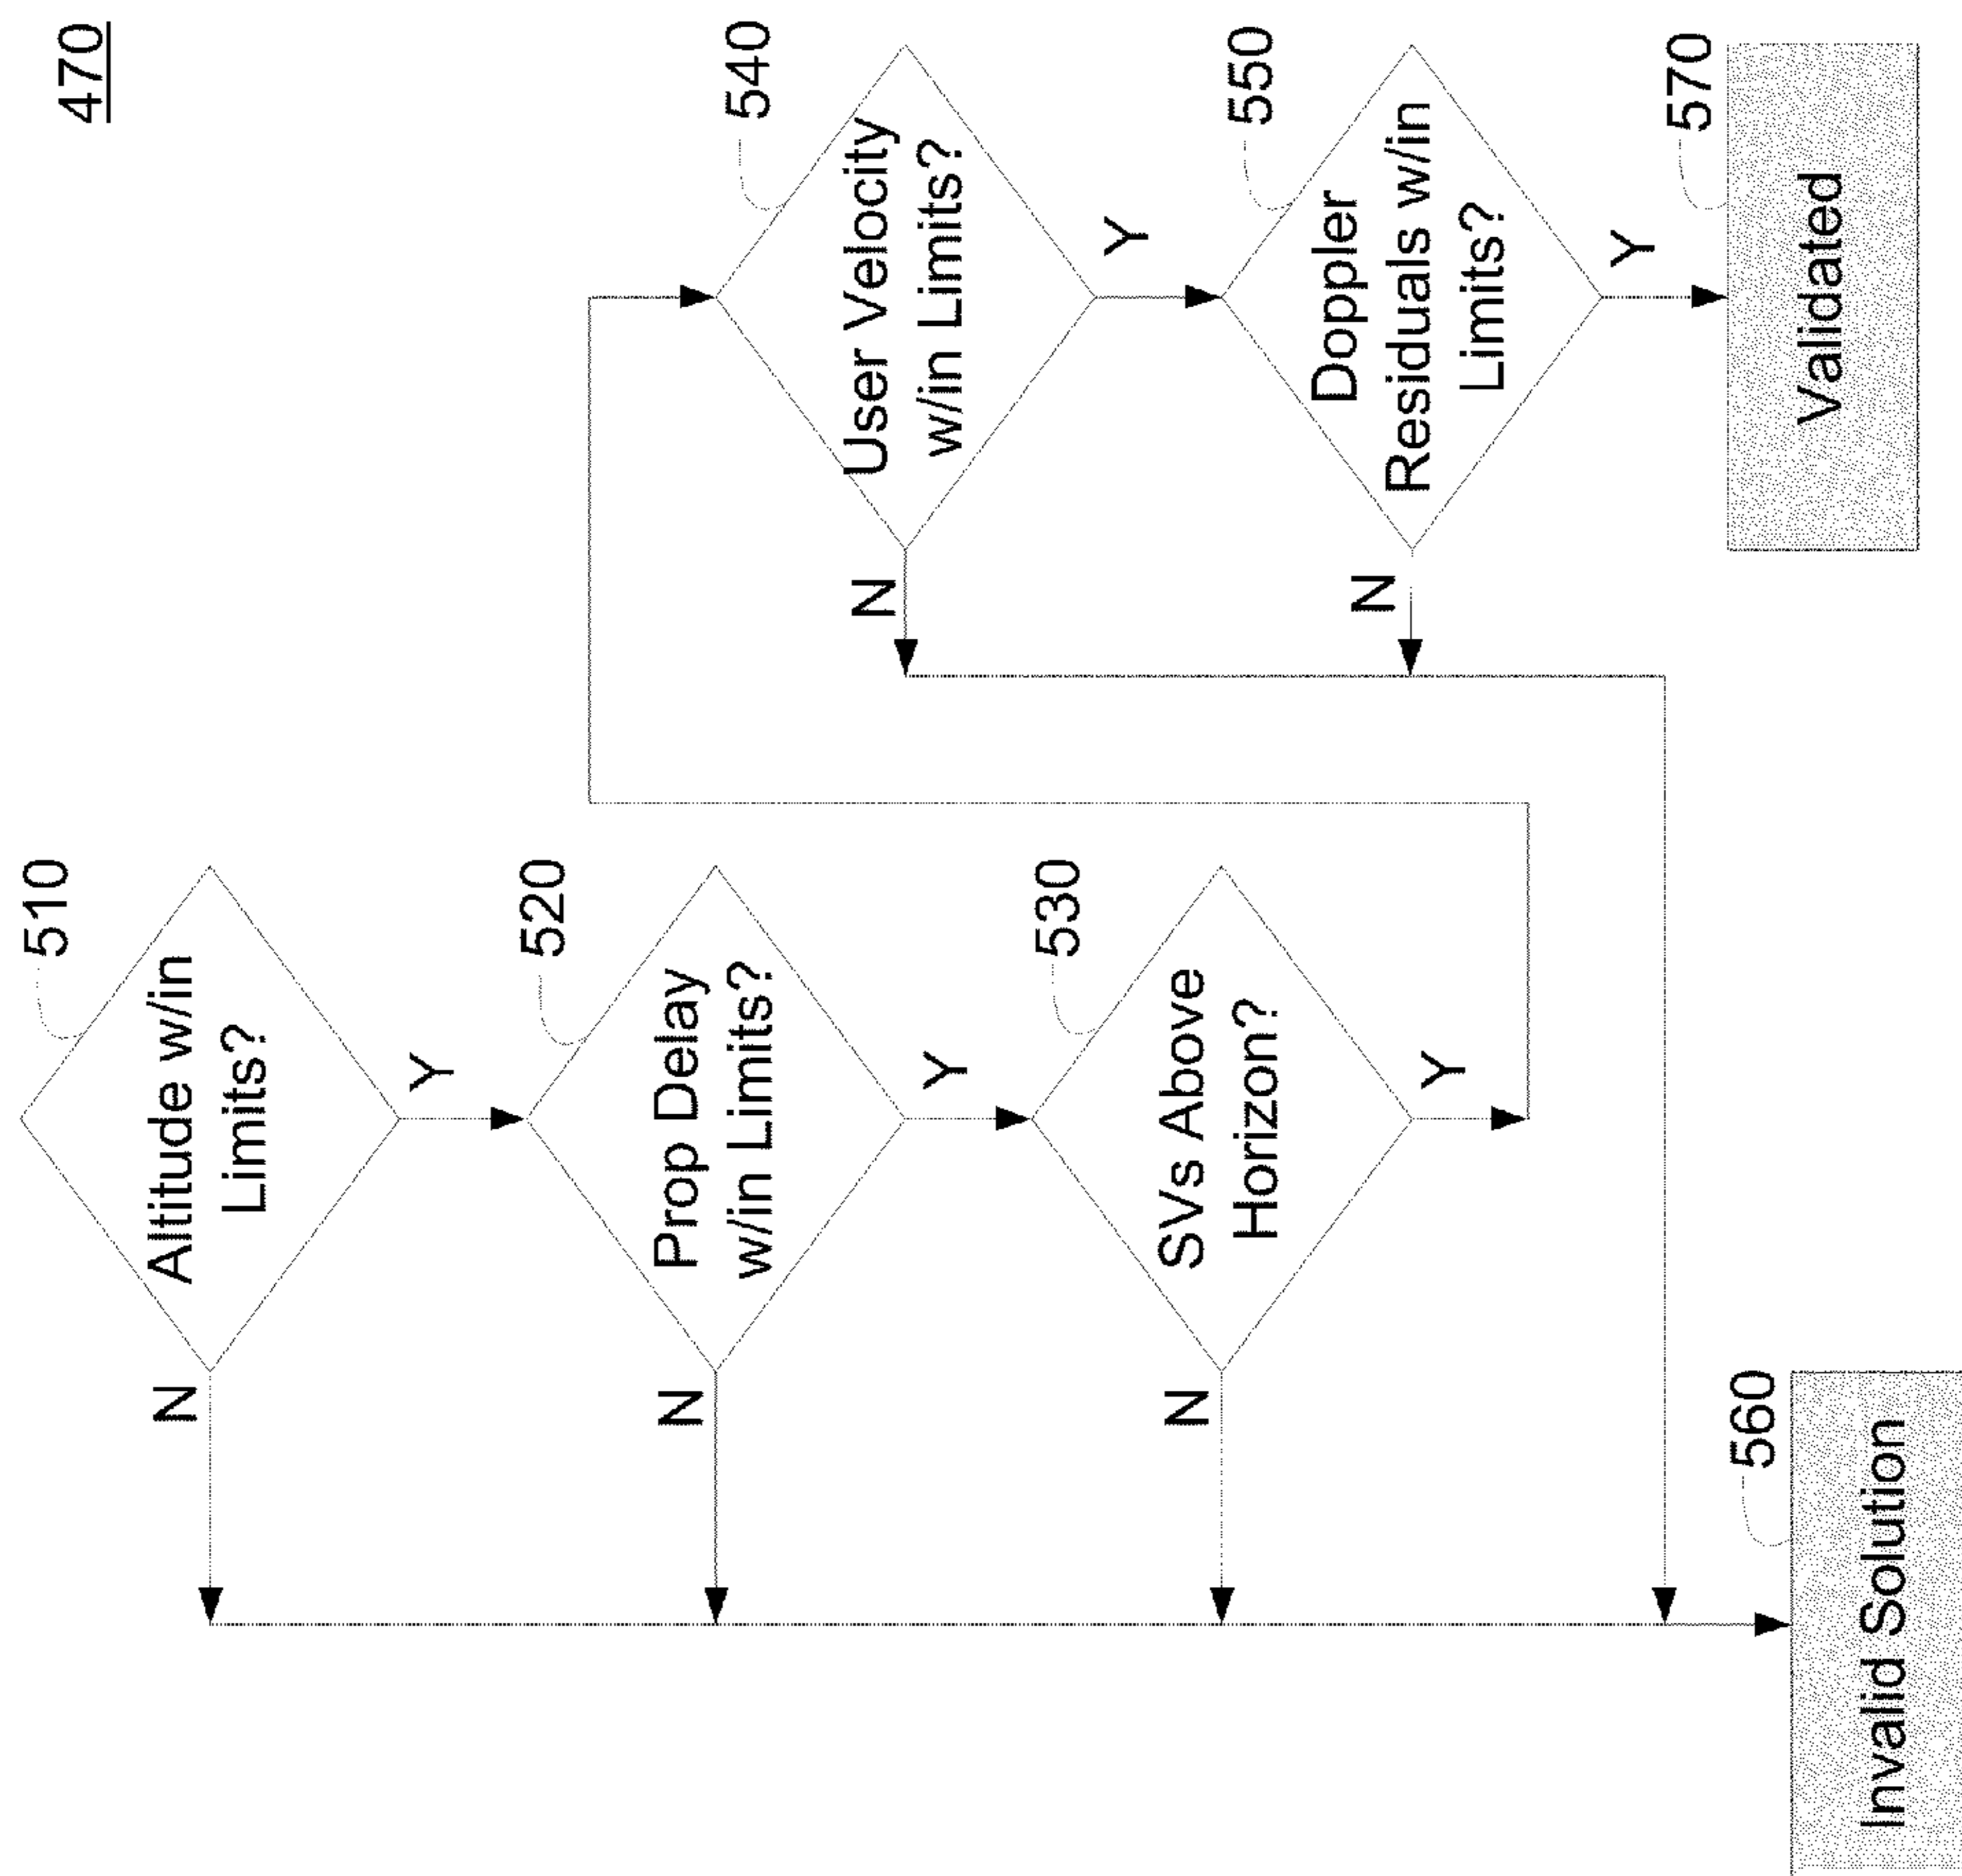 470
510
Altitude w/in
Limits?
N
Y
520
Prop Delay
w/in Limits?
N
Y
530
SVs Above
Horizon?
N
Y
540
User Velocity
w/in Limits?
N
Y
550
Doppler
Residuals w/in
Limits?
N
Y
560
Invalid Solution
570
Validated